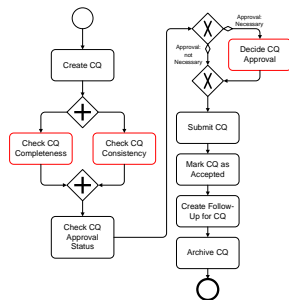 Create CQ
Check CQ
Completeness
Check CQ
Consistency
Check CQ
Approval
Status
Approval:
Necessary
Approval:
not
Necessary
Decide CQ
Approval
Submit CQ
Mark CQ as
Accepted
Create Follow-
Up for CQ
Archive CQ